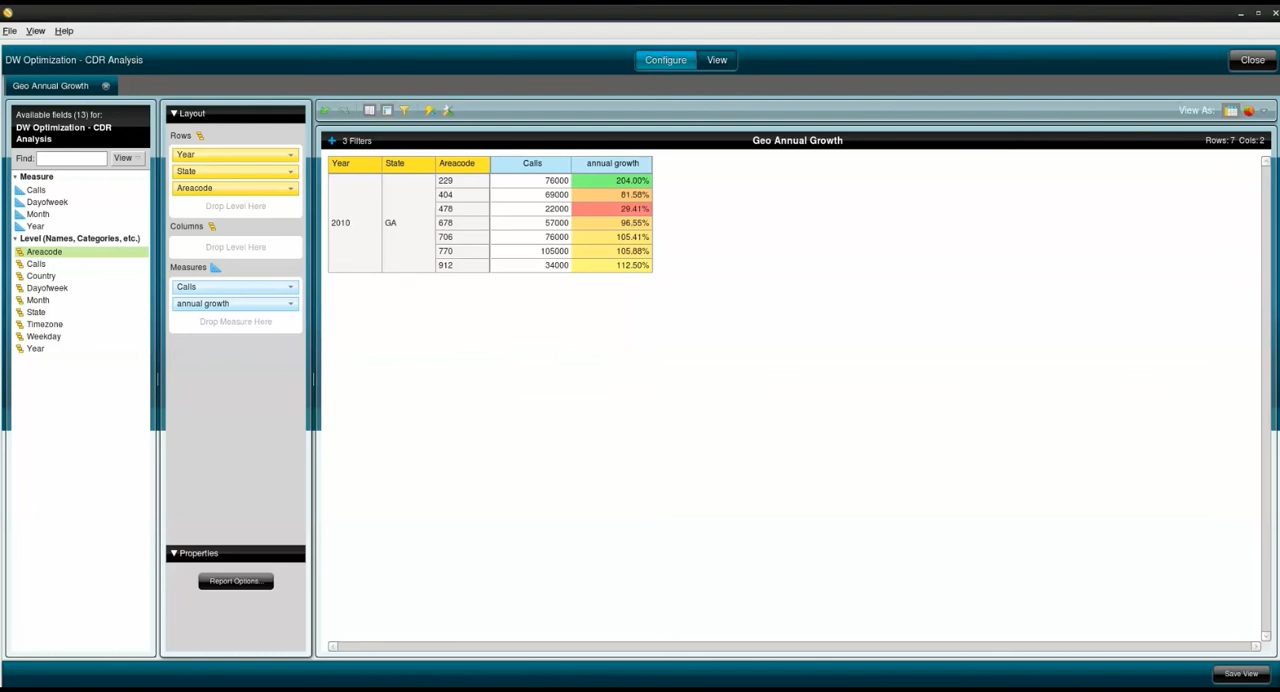 File View Help
DW Optimization - CDR Analysis
Configure View
Close
Geo Annual Growth
Available fields (13) for:
DW Optimization - CDR
Analysis
Find:
View
Measure
Calls
Dayofweek
Month
Year
Level (Names, Categories, etc.)
Areacode
Calls
Country
Dayofweek
Month
State
Timezone
Weekday
Year
Layout
Rows
Year
State
Areacode
Drop Level Here
Columns
Drop Level Here
Measures
Calls
annual growth
Drop Measure Here
Properties
Report Options...
View As:
3 Filters
Geo Annual Growth
Rows: 7 Cols: 2
Year State Areacode Calls annual growth
229 76000 204.00%
404 69000 81.58%
478 22000 29.41%
2010 GA 678 57000 96.55%
706 76000 105.41%
770 105000 105.88%
912 34000 112.50%
Save View